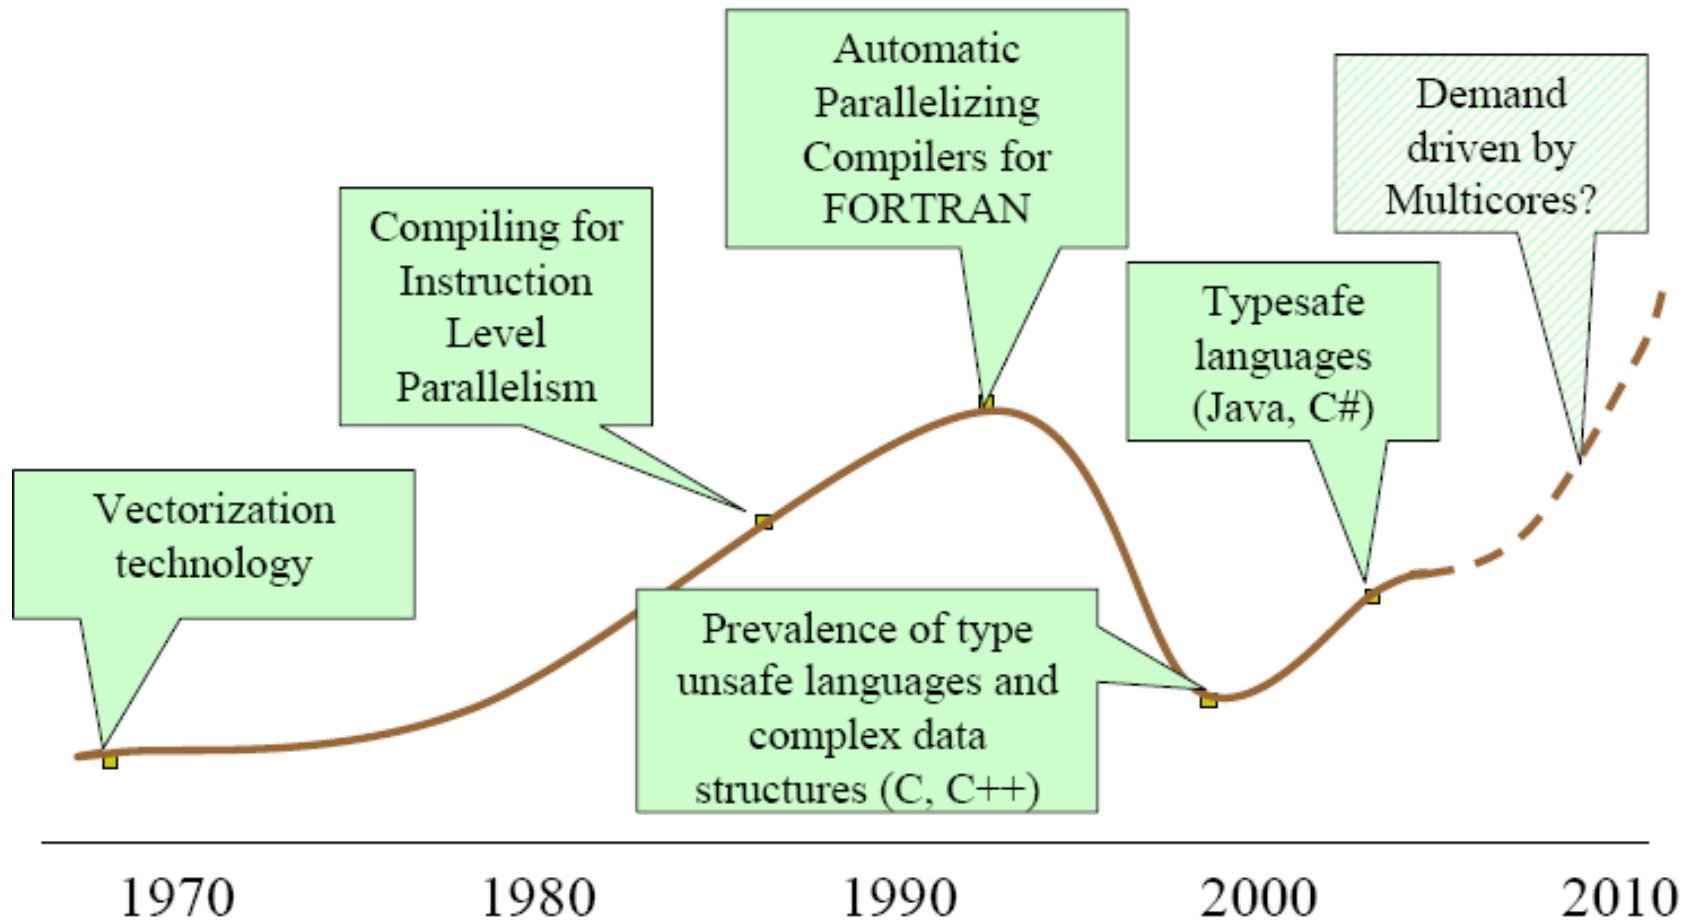 Automatic
Parallelizing
Compilers for
FORTRAN
Demand
driven by
Multicores?
Compiling for
Instruction
Level
Parallelism
Typesafe
languages
(Java, C#)
Vectorization
technology
Prevalence of type
unsafe languages and
complex data
structures (C, C++)
1970
1980
1990
2000
2010